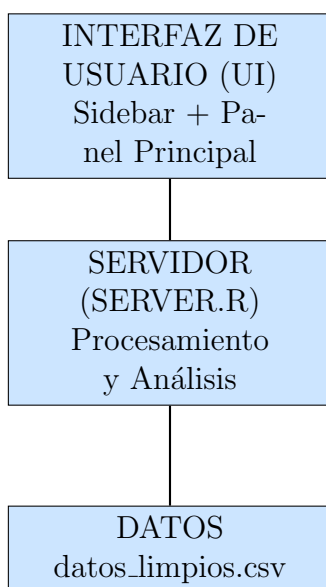 INTERFAZ DE
USUARIO (UI)
Sidebar + Pa-
nel Principal
SERVIDOR
(SERVER.R)
Procesamiento
y Análisis
DATOS
datos_limpios.csv